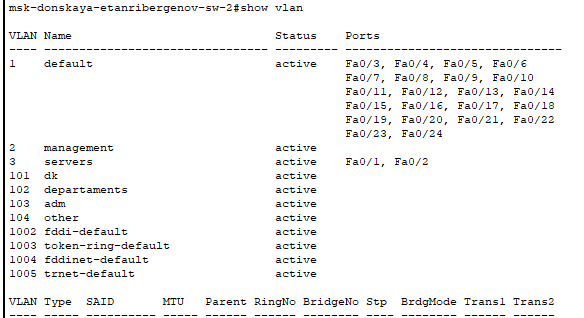 msk-donskaya-etanribergenov-sw-2#show vlan
VLAN Name                             Status    Ports
---- -------------------------------- --------- -------------------------------
1    default                          active    Fa0/3, Fa0/4, Fa0/5, Fa0/6
                                                Fa0/7, Fa0/8, Fa0/9, Fa0/10
                                                Fa0/11, Fa0/12, Fa0/13, Fa0/14
                                                Fa0/15, Fa0/16, Fa0/17, Fa0/18
                                                Fa0/19, Fa0/20, Fa0/21, Fa0/22
                                                Fa0/23, Fa0/24
2    management                       active
3    servers                          active    Fa0/1, Fa0/2
101  dk                               active
102  departaments                     active
103  adm                              active
104  other                            active
1002 fddi-default                     active
1003 token-ring-default               active
1004 fddinet-default                  active
1005 trnet-default                    active
VLAN Type  SAID       MTU   Parent RingNo BridgeNo Stp  BrdgMode Trans1 Trans2
---- ----- ---------- ----- ------ ------ -------- ---- -------- ------ ------